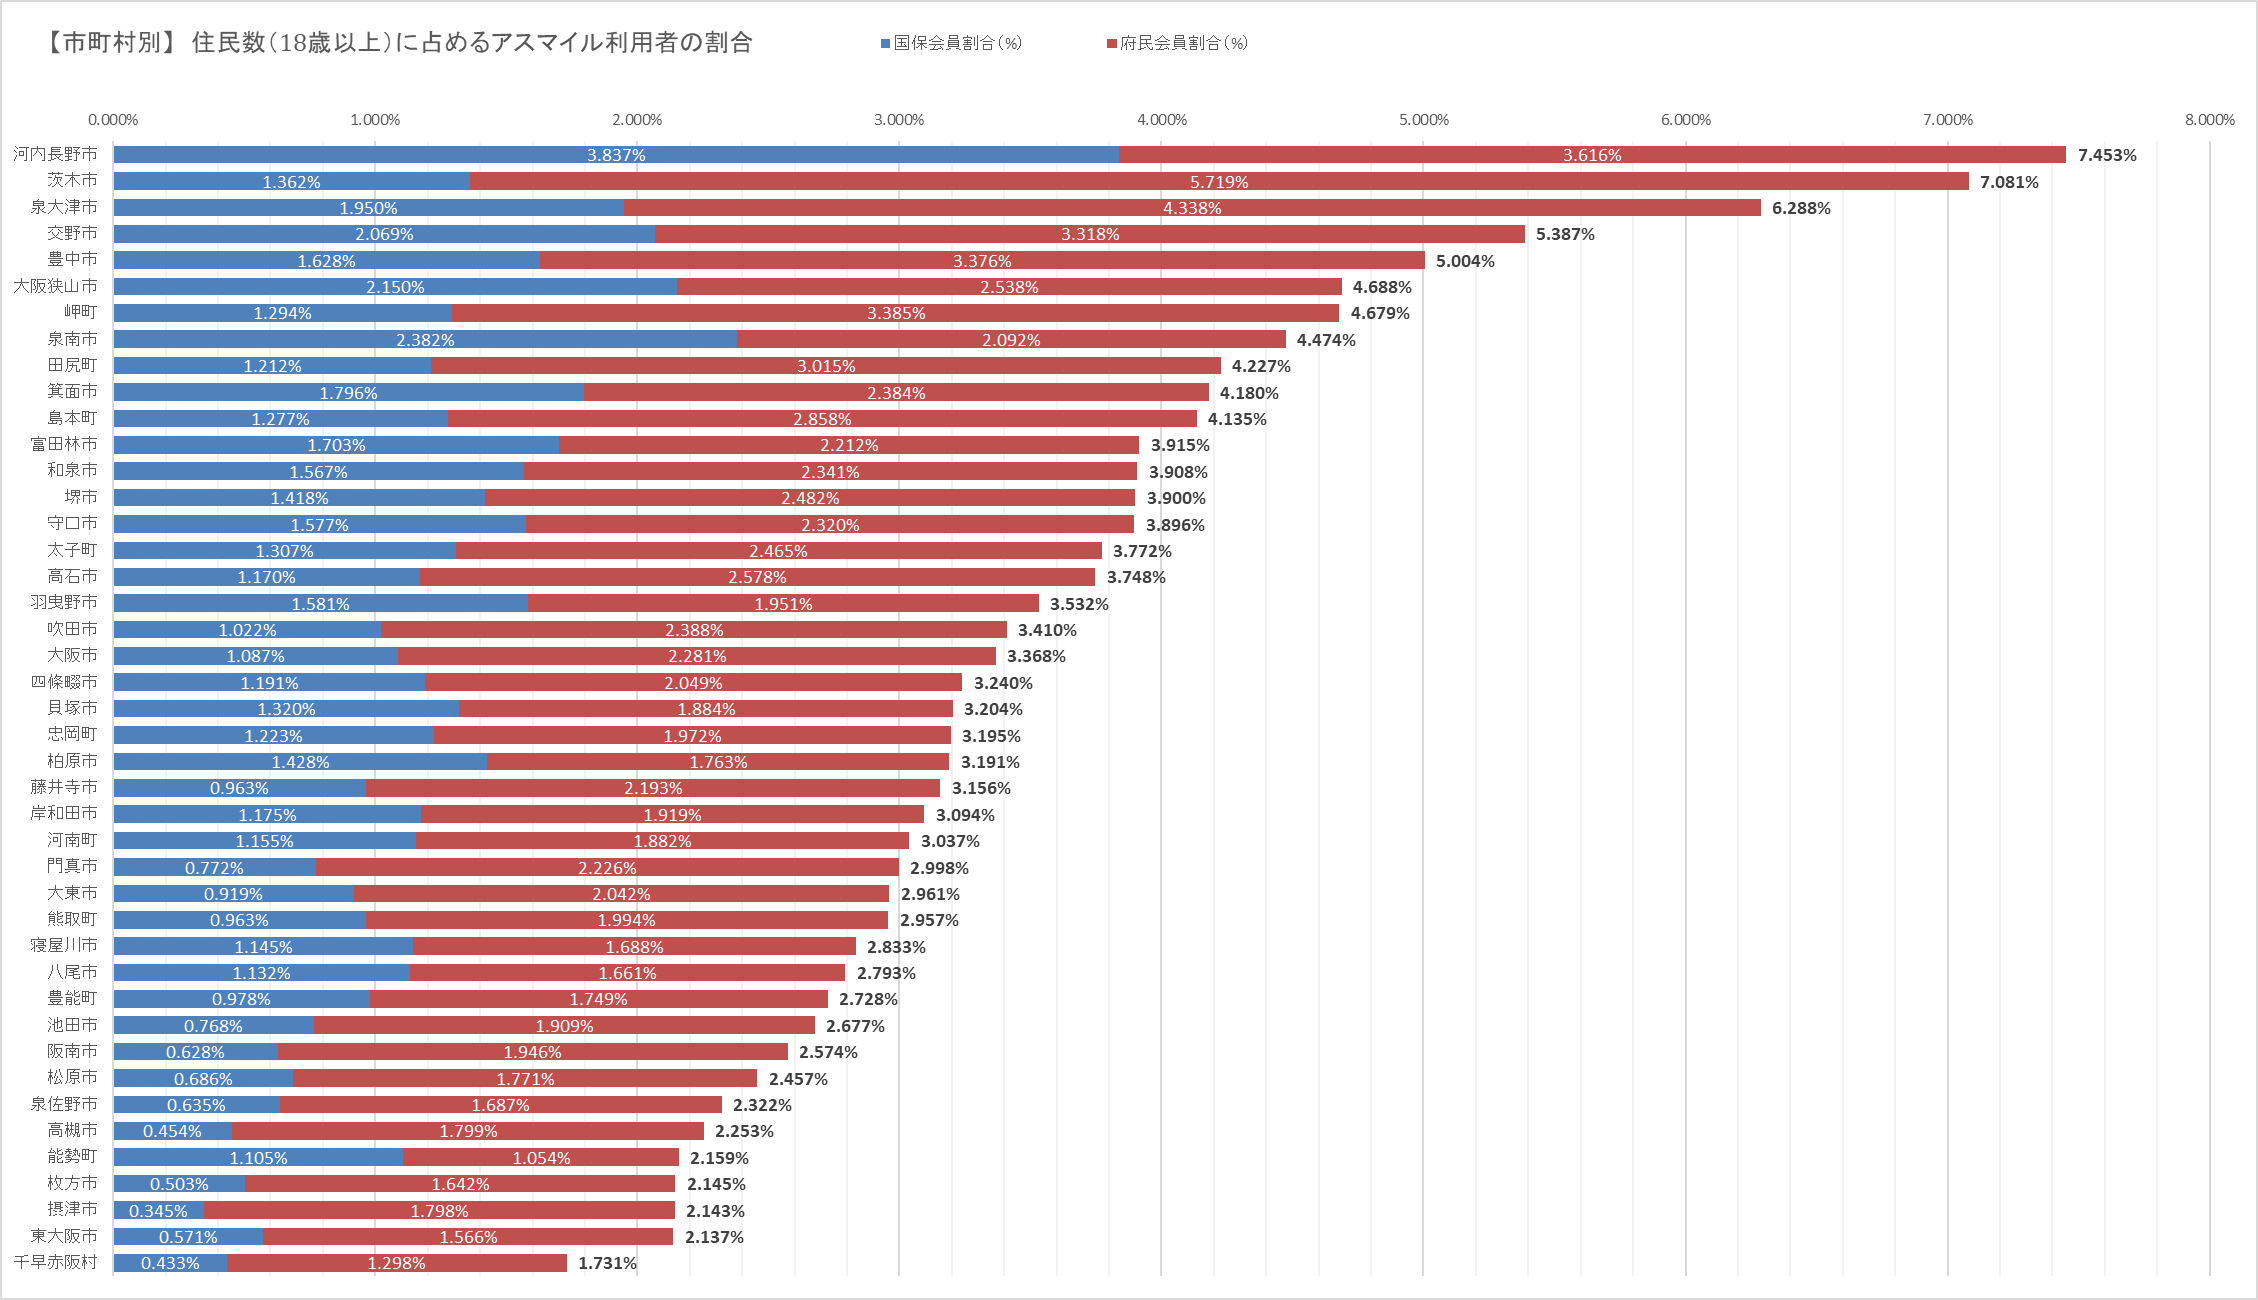 【市町村別】 住民数（18歳以上）に占めるアスマイル利用者の割合
国保会員割合(%) 府民会員割合(%)
0.000% 1.000% 2.000% 3.000% 4.000% 5.000% 6.000% 7.000% 8.000%
河内長野市 3.837% 3.616% 7.453%
茨木市 1.362% 5.719% 7.081%
泉大津市 1.950% 4.338% 6.288%
交野市 2.069% 3.318% 5.387%
豊中市 1.628% 3.376% 5.004%
大阪狭山市 2.150% 2.538% 4.688%
岬町 1.294% 3.385% 4.679%
泉南市 2.382% 2.092% 4.474%
田尻町 1.212% 3.015% 4.227%
箕面市 1.796% 2.384% 4.180%
島本町 1.277% 2.858% 4.135%
富田林市 1.703% 2.212% 3.915%
和泉市 1.567% 2.341% 3.908%
堺市 1.418% 2.482% 3.900%
守口市 1.577% 2.320% 3.896%
太子町 1.307% 2.465% 3.772%
高石市 1.170% 2.578% 3.748%
羽曳野市 1.581% 1.951% 3.532%
吹田市 1.022% 2.388% 3.410%
大阪市 1.087% 2.281% 3.368%
四條畷市 1.191% 2.049% 3.240%
貝塚市 1.320% 1.884% 3.204%
忠岡町 1.223% 1.972% 3.195%
柏原市 1.428% 1.763% 3.191%
藤井寺市 0.963% 2.193% 3.156%
岸和田市 1.175% 1.919% 3.094%
河南町 1.155% 1.882% 3.037%
門真市 0.772% 2.226% 2.998%
大東市 0.919% 2.042% 2.961%
熊取町 0.963% 1.994% 2.957%
寝屋川市 1.145% 1.688% 2.833%
八尾市 1.132% 1.661% 2.793%
豊能町 0.978% 1.749% 2.728%
池田市 0.768% 1.909% 2.677%
阪南市 0.628% 1.946% 2.574%
松原市 0.686% 1.771% 2.457%
泉佐野市 0.635% 1.687% 2.322%
高槻市 0.454% 1.799% 2.253%
能勢町 1.105% 1.054% 2.159%
枚方市 0.503% 1.642% 2.145%
摂津市 0.345% 1.798% 2.143%
東大阪市 0.571% 1.566% 2.137%
千早赤阪村 0.433% 1.298% 1.731%